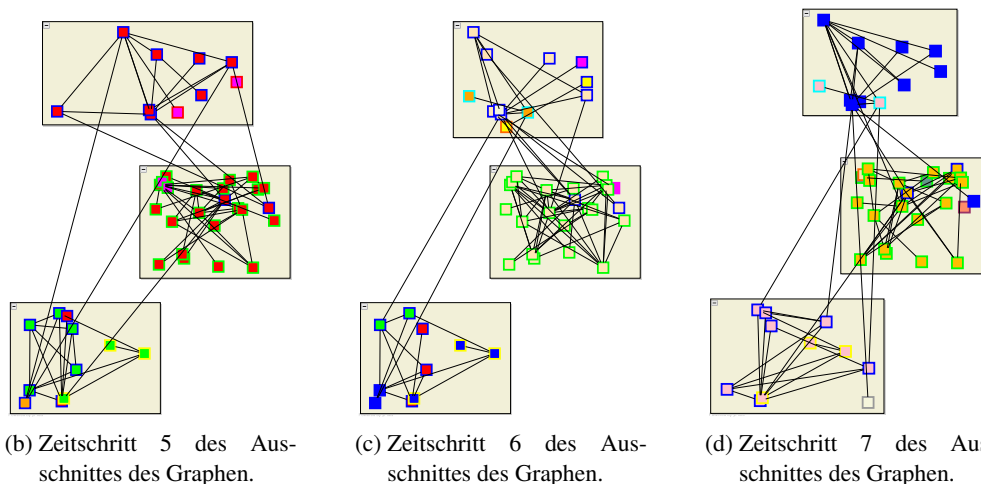 (b) Zeitschritt 5 des Aus-
schnittes des Graphen.
(c) Zeitschritt 6 des Aus-
schnittes des Graphen.
(d) Zeitschritt 7 des Aus
schnittes des Graphen.